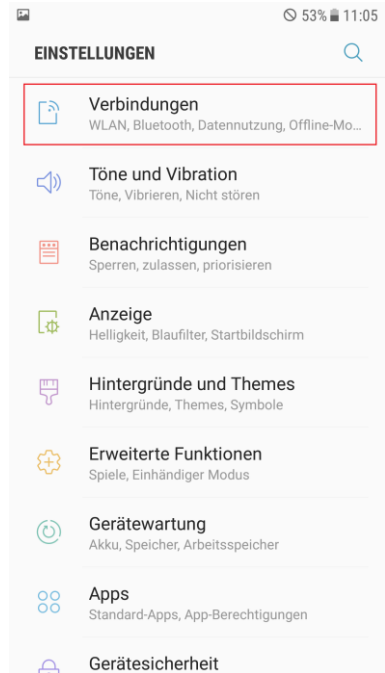 53% 11:05
EINSTELLUNGEN
Verbindungen
WLAN, Bluetooth, Datennutzung, Offline-Mo...
Töne und Vibration
Töne, Vibrieren, Nicht stören
Benachrichtigungen
Sperren, zulassen, priorisieren
Anzeige
Helligkeit, Blaufilter, Startbildschirm
Hintergründe und Themes
Hintergründe, Themes, Symbole
Erweiterte Funktionen
Spiele, Einhändiger Modus
Gerätewartung
Akku, Speicher, Arbeitsspeicher
Apps
Standard-Apps, App-Berechtigungen
Gerätesicherheit